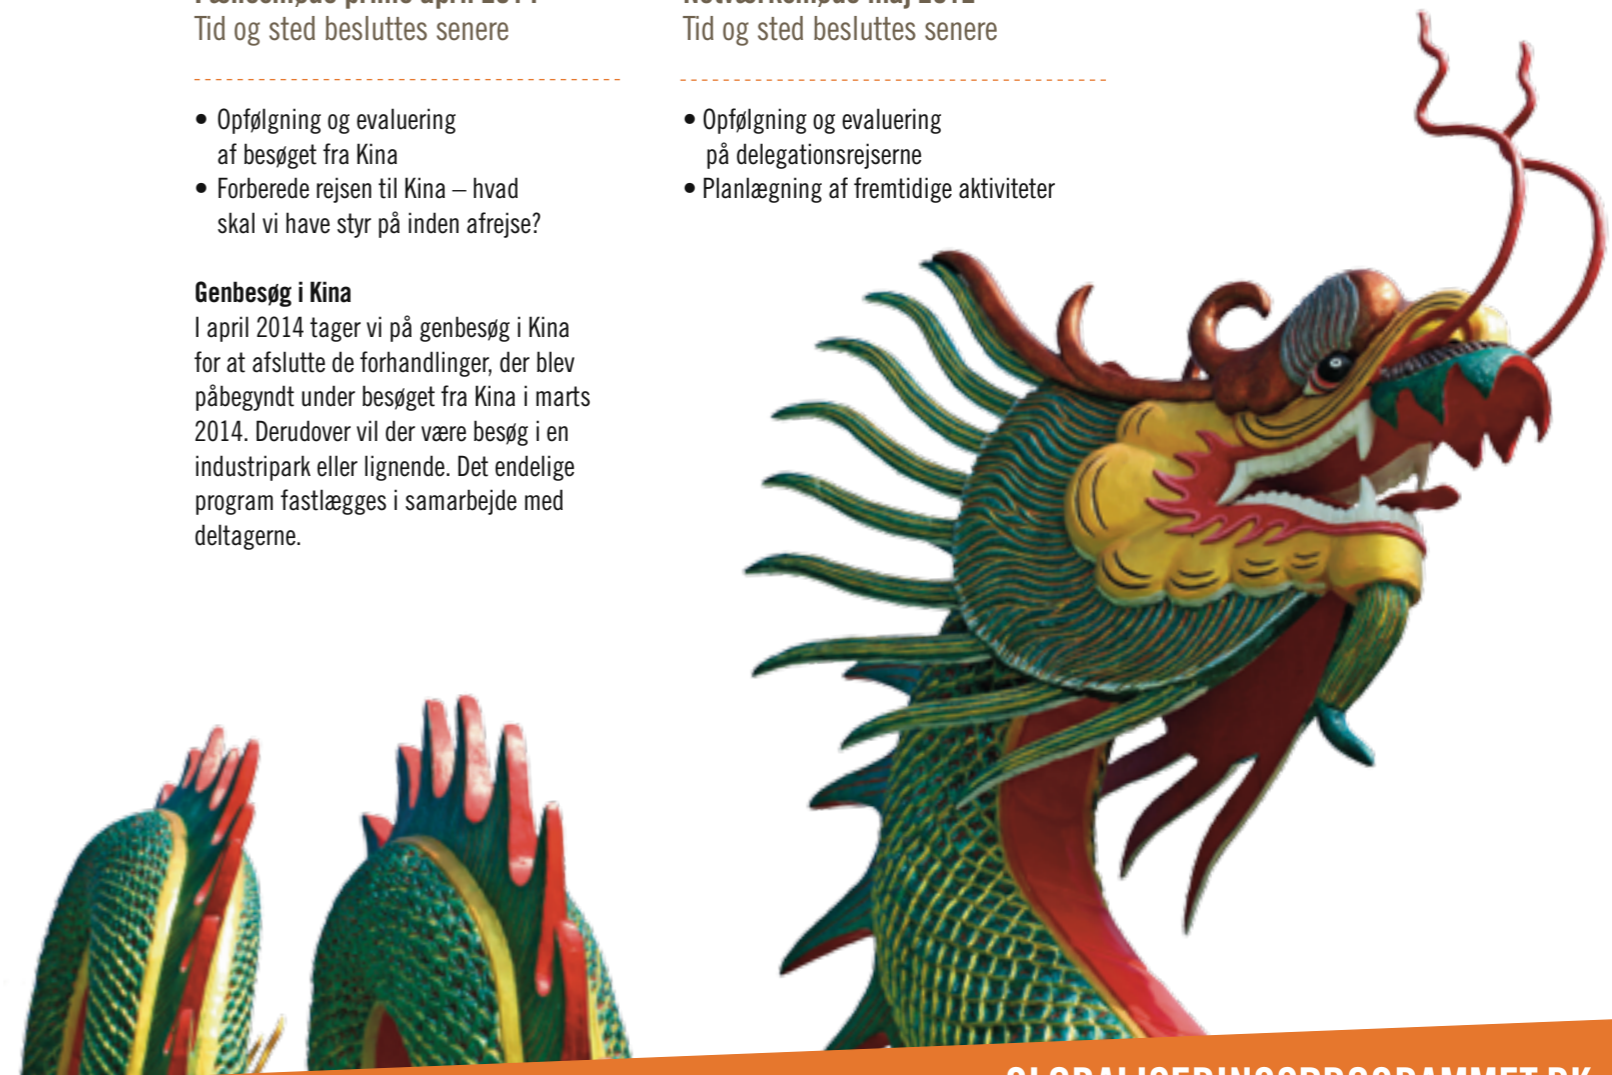 Tid og sted besluttes senere
• Opfølgning og evaluering
af besøget fra Kina
• Forberede rejsen til Kina – hvad
skal vi have styr på inden afrejse?
Genbesøg i Kina
I april 2014 tager vi på genbesøg i Kina
for at afslutte de forhandlinger, der blev
påbegyndt under besøget fra Kina i marts
2014. Derudover vil der være besøg i en
industripark eller lignende. Det endelige
program fastlægges i samarbejde med
deltagerne.
Tid og sted besluttes senere
• Opfølgning og evaluering
på delegationsrejserne
• Planlægning af fremtidige aktiviteter
GLOBALISERINGSPROGRAMMET.DK